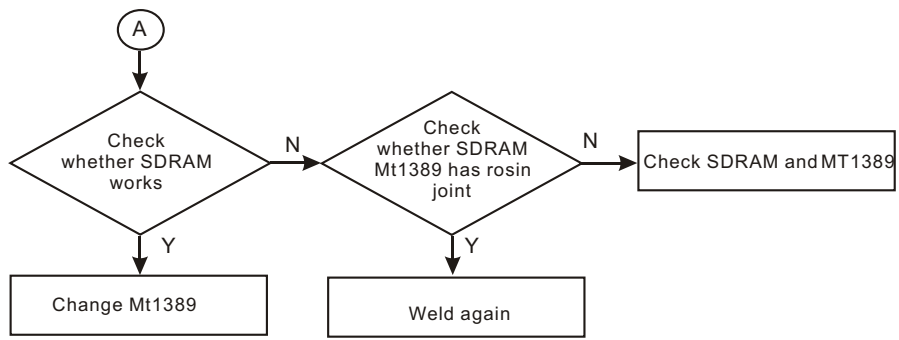 A
Check
whether SDRAM
works
N
Y
Change Mt1389
Check
whether SDRAM
Mt1389 has rosin
joint
N
Y
Weld again
Check SDRAM and MT1389